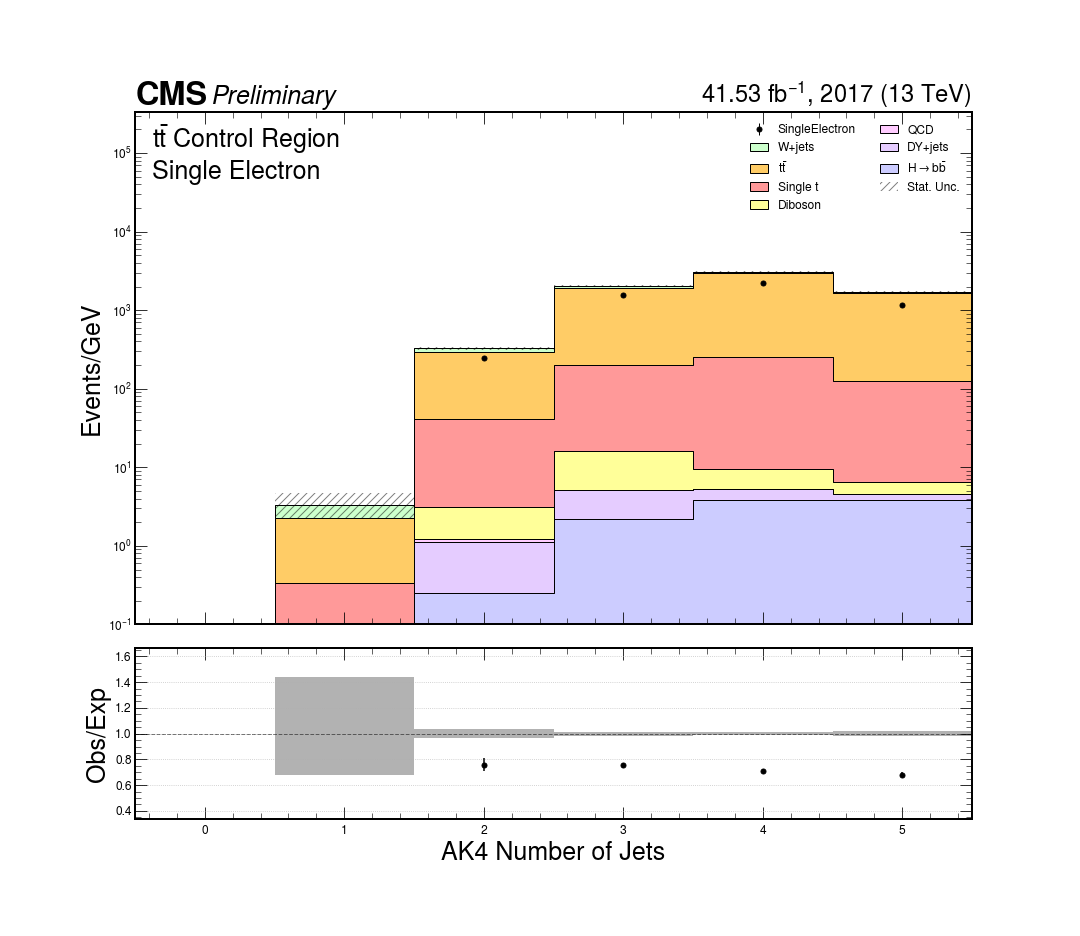 CMS Preliminary
41.53 fb⁻¹, 2017 (13 TeV)
tt̄ Control Region
Single Electron
SingleElectron
W+jets
tt̄
Single t
Diboson
QCD
DY+jets
H→bb̄
Stat. Unc.
Events/GeV
10⁵
10⁴
10³
10²
10¹
10⁰
10⁻¹
Obs/Exp
1.6
1.4
1.2
1.0
0.8
0.6
0.4
0 1 2 3 4 5
AK4 Number of Jets